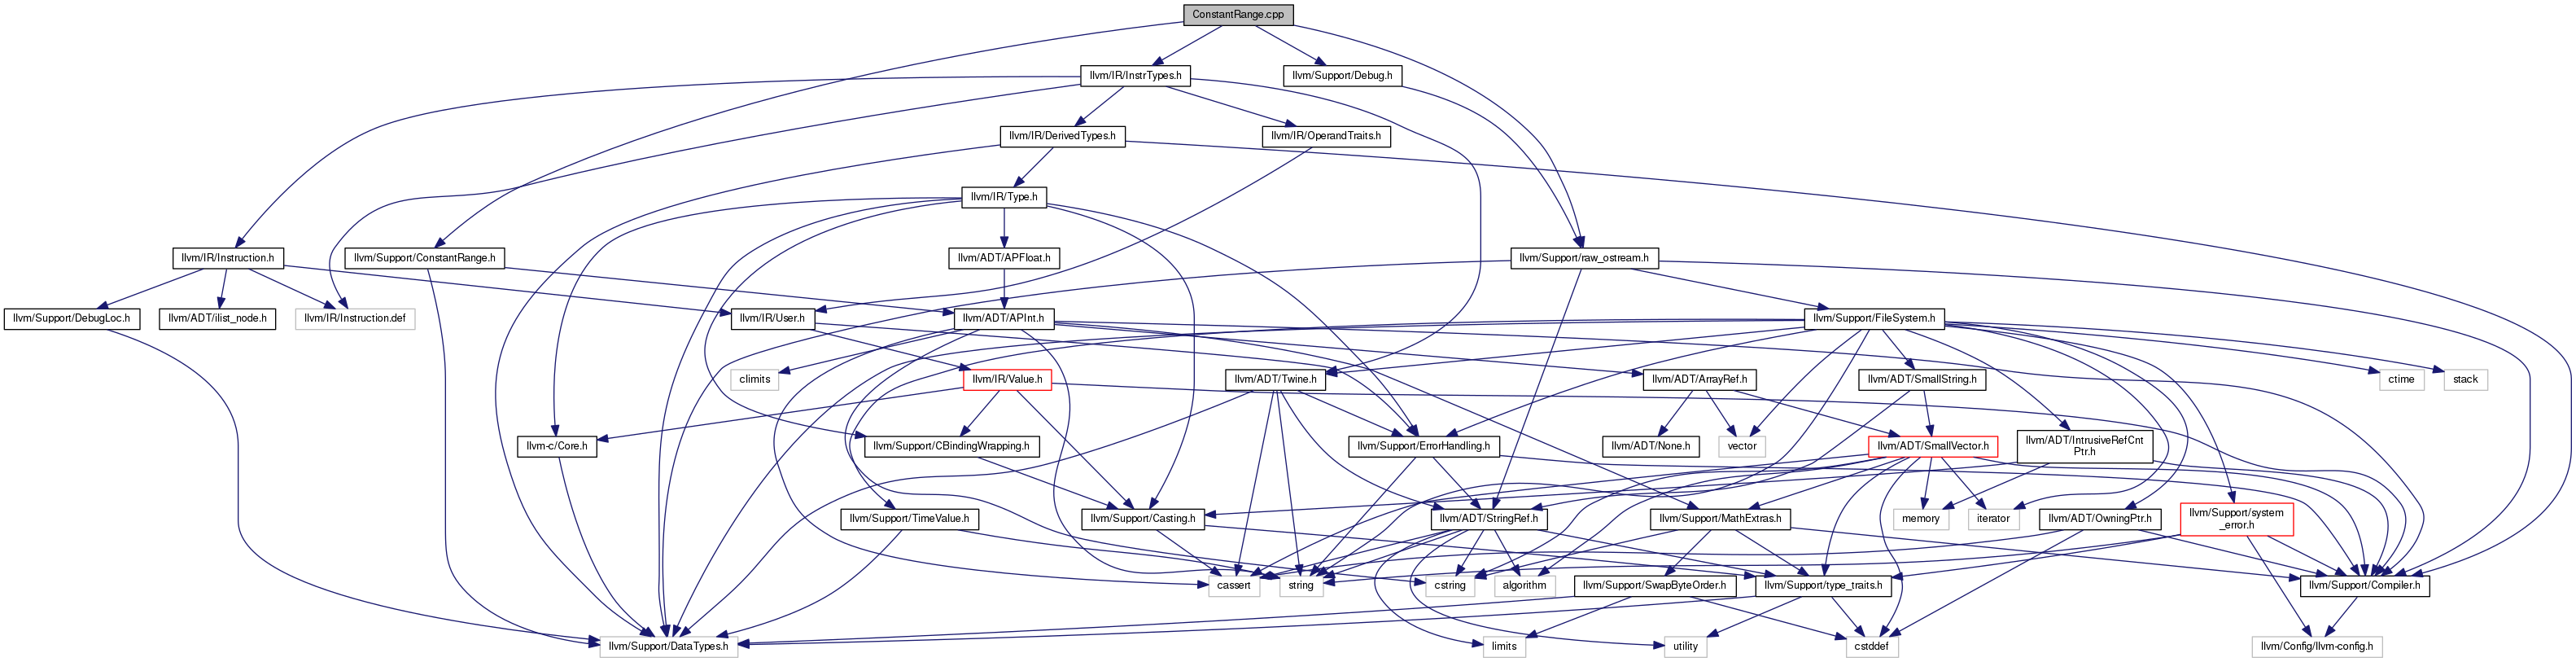 ConstantRange.cpp
llvm/IR/InstrTypes.h
llvm/Support/Debug.h
llvm/IR/DerivedTypes.h
llvm/IR/OperandTraits.h
llvm/IR/Type.h
llvm/IR/Instruction.h
llvm/Support/ConstantRange.h
llvm/ADT/APFloat.h
llvm/Support/raw_ostream.h
llvm/Support/DebugLoc.h
llvm/ADT/ilist_node.h
llvm/IR/Instruction.def
llvm/IR/User.h
llvm/ADT/APInt.h
llvm/Support/FileSystem.h
climits
llvm/IR/Value.h
llvm/ADT/Twine.h
llvm/ADT/ArrayRef.h
llvm/ADT/SmallString.h
ctime
stack
llvm-c/Core.h
llvm/Support/CBindingWrapping.h
llvm/Support/ErrorHandling.h
llvm/ADT/None.h
vector
llvm/ADT/SmallVector.h
llvm/ADT/IntrusiveRefCnt
Ptr.h
llvm/Support/TimeValue.h
llvm/Support/Casting.h
llvm/ADT/StringRef.h
llvm/Support/MathExtras.h
memory
iterator
llvm/ADT/OwningPtr.h
llvm/Support/system
_error.h
cassert
string
cstring
algorithm
llvm/Support/SwapByteOrder.h
llvm/Support/type_traits.h
llvm/Support/Compiler.h
llvm/Support/DataTypes.h
limits
utility
cstddef
llvm/Config/llvm-config.h